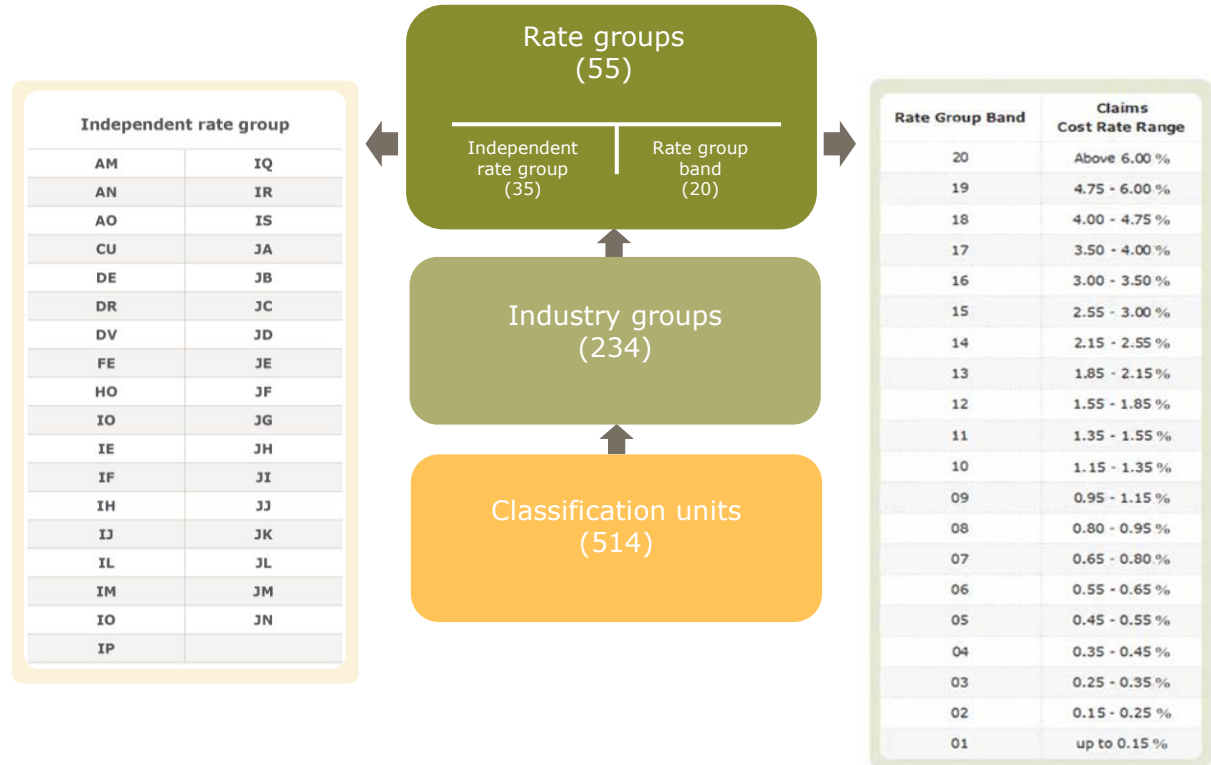 Rate groups
(55)
Independent
rate group
(35)
Rate group
band
(20)
Industry groups
(234)
Classification units
(514)
Independent rate group
AM IQ
AN IR
AO IS
CU JA
DE JB
DR JC
DV JD
FE JE
HO JF
IO JG
IE JH
IF JI
IH JJ
IJ JK
IL JL
IM JM
IO JN
IP
Rate Group Band Claims
Cost Rate Range
20 Above 6.00 %
19 4.75 - 6.00 %
18 4.00 - 4.75 %
17 3.50 - 4.00 %
16 3.00 - 3.50 %
15 2.55 - 3.00 %
14 2.15 - 2.55 %
13 1.85 - 2.15 %
12 1.55 - 1.85 %
11 1.35 - 1.55 %
10 1.15 - 1.35 %
09 0.95 - 1.15 %
08 0.80 - 0.95 %
07 0.65 - 0.80 %
06 0.55 - 0.65 %
05 0.45 - 0.55 %
04 0.35 - 0.45 %
03 0.25 - 0.35 %
02 0.15 - 0.25 %
01 up to 0.15 %